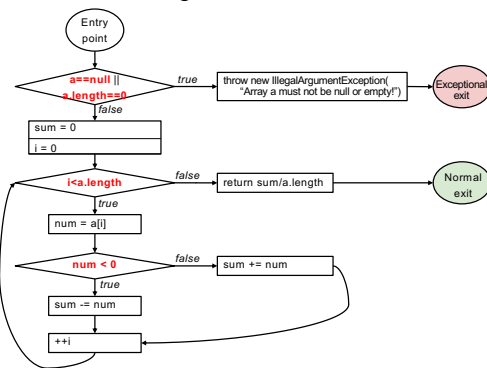 Entry
point
a==null ||
a.length==0
true
throw new IllegalArgumentException(
"Array a must not be null or empty!")
Exceptional
exit
false
sum = 0
i = 0
i<a.length
false
return sum/a.length
Normal
exit
true
num = a[i]
num < 0
false
sum += num
true
sum -= num
++i